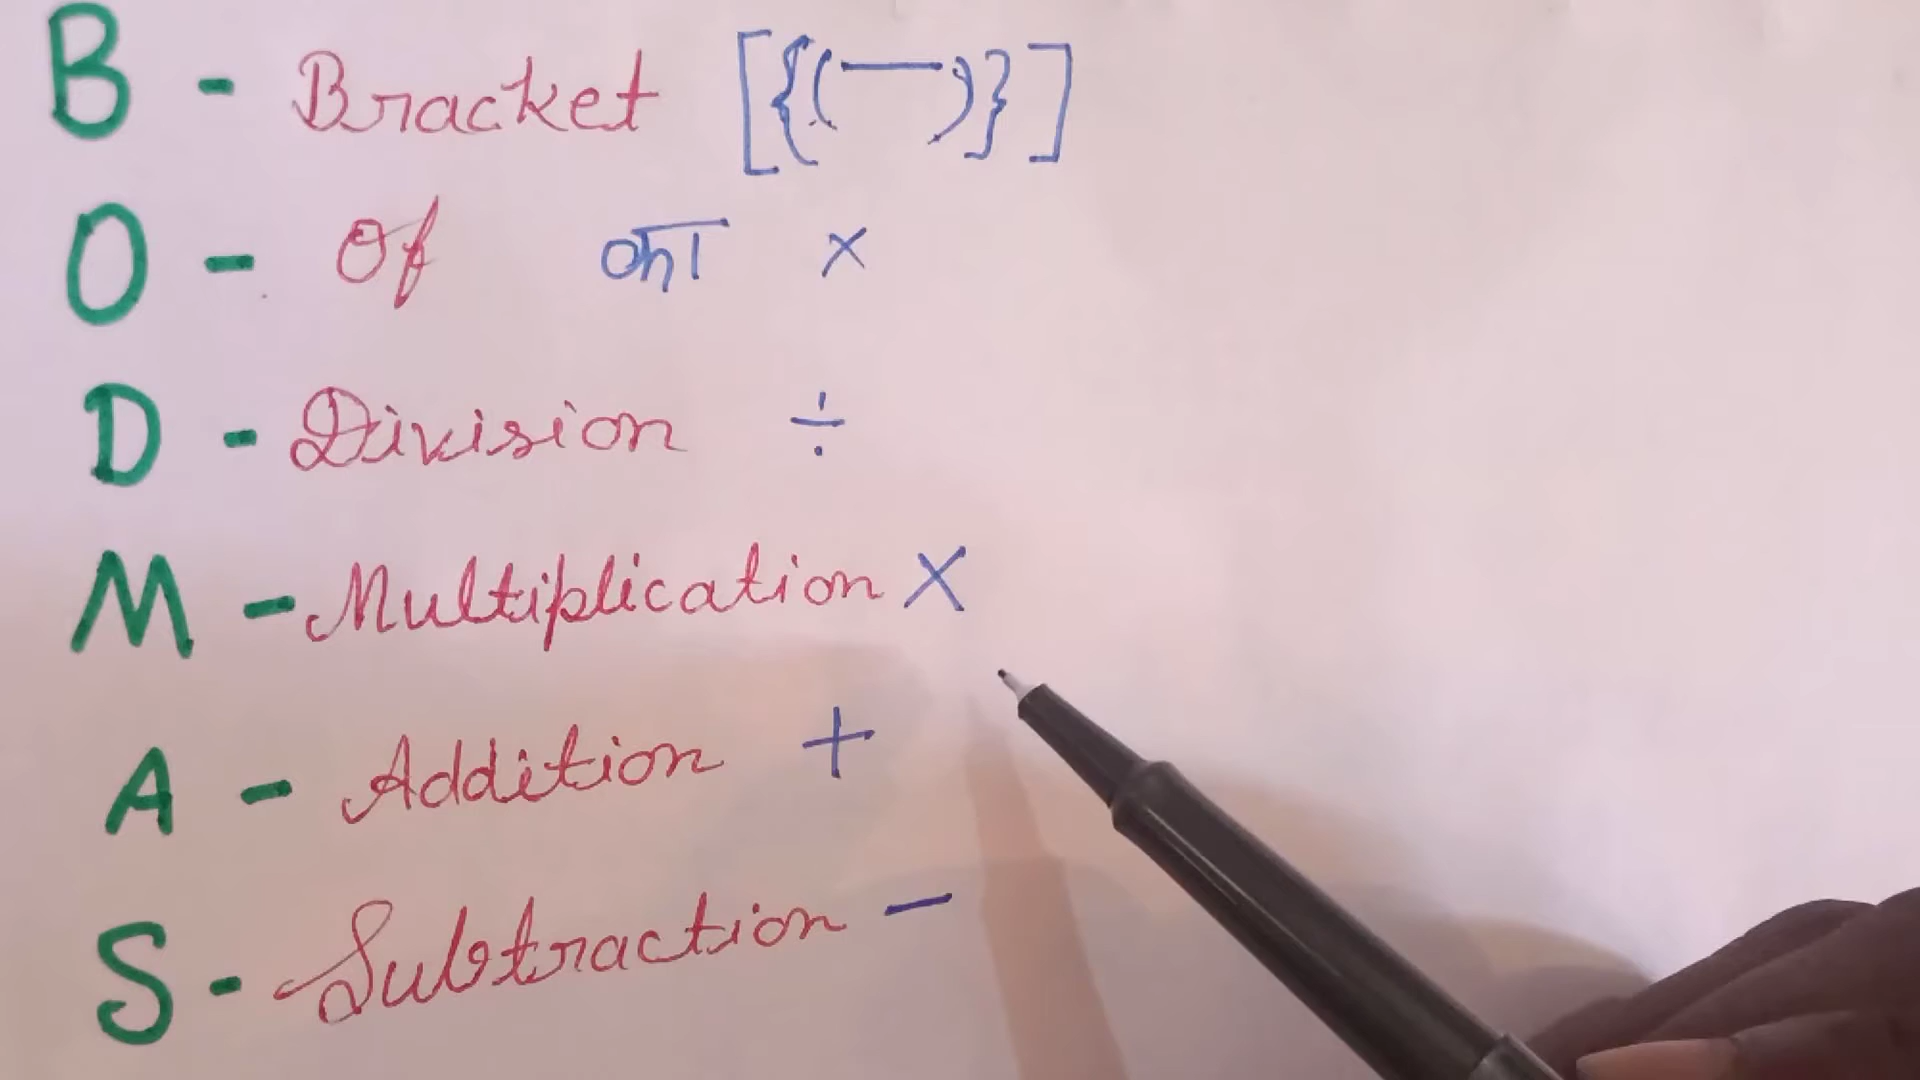 B - Bracket [{(‾)}]
O - Of का ×
D - Division ÷
M - Multiplication ×
A - Addition +
S - Subtraction -